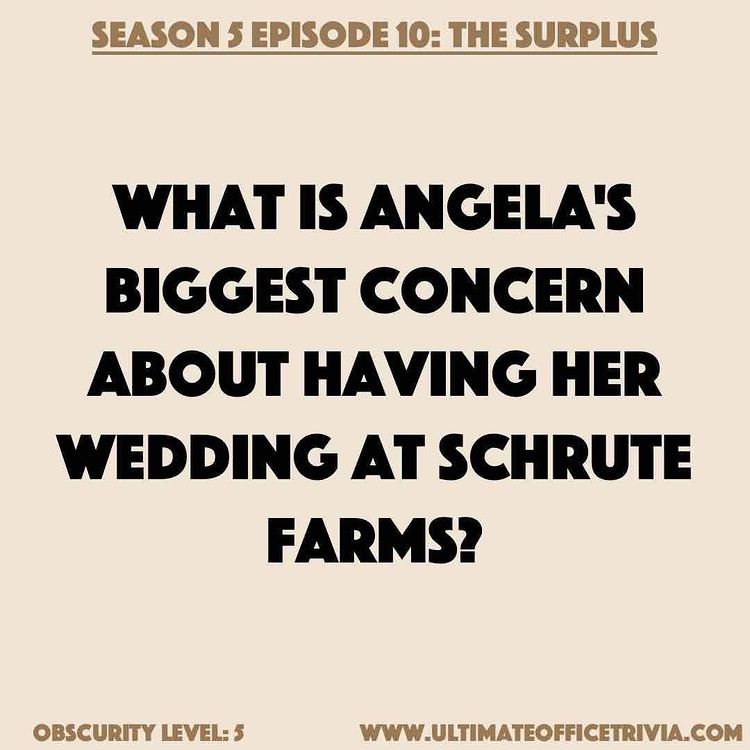 SEASON 5 EPISODE 10: THE SURPLUS
WHAT IS ANGELA'S
BIGGEST CONCERN
ABOUT HAVING HER
WEDDING AT SCHRUTE
FARMS?
OBSCURITY LEVEL: 5
WWW.ULTIMATEOFFICETRIVIA.COM